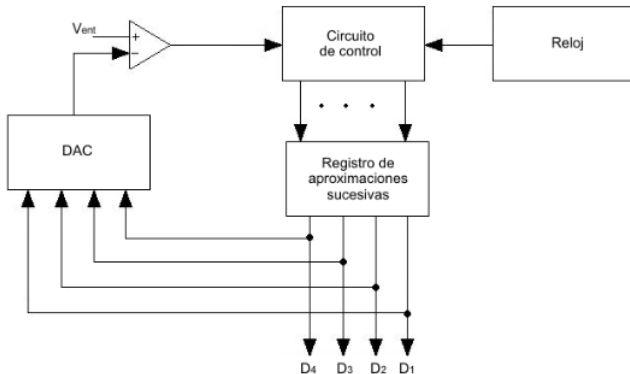 Vent
+
−
Circuito
de control
Reloj
DAC
Registro de
aproximaciones
sucesivas
D4 D3 D2 D1